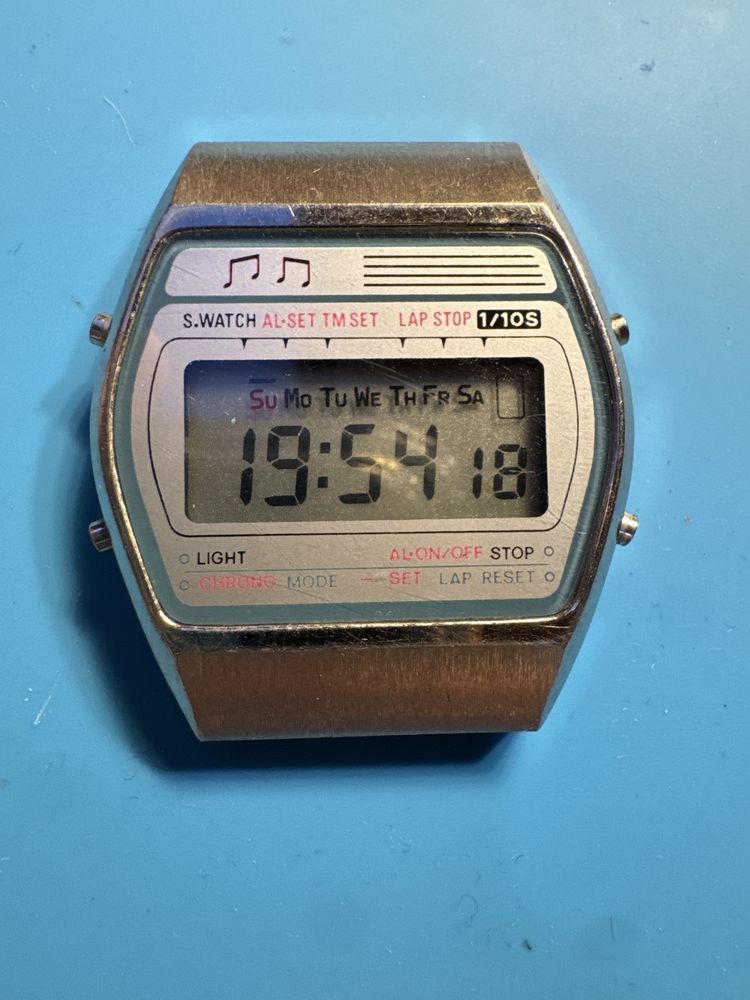 S.WATCH AL·SET TM SET LAP STOP 1/10S
SU MO TU WE TH FR SA
19:54 18
LIGHT AL·ON/OFF STOP
CHRONO MODE → SET LAP RESET